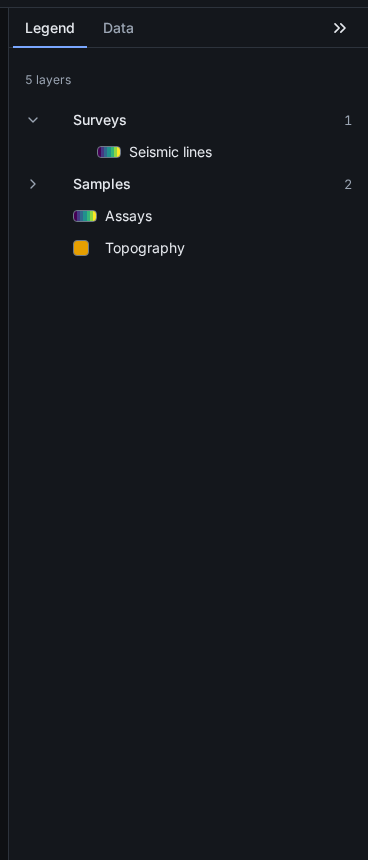 Legend Data
5 layers
Surveys 1
Seismic lines
Samples 2
Assays
Topography